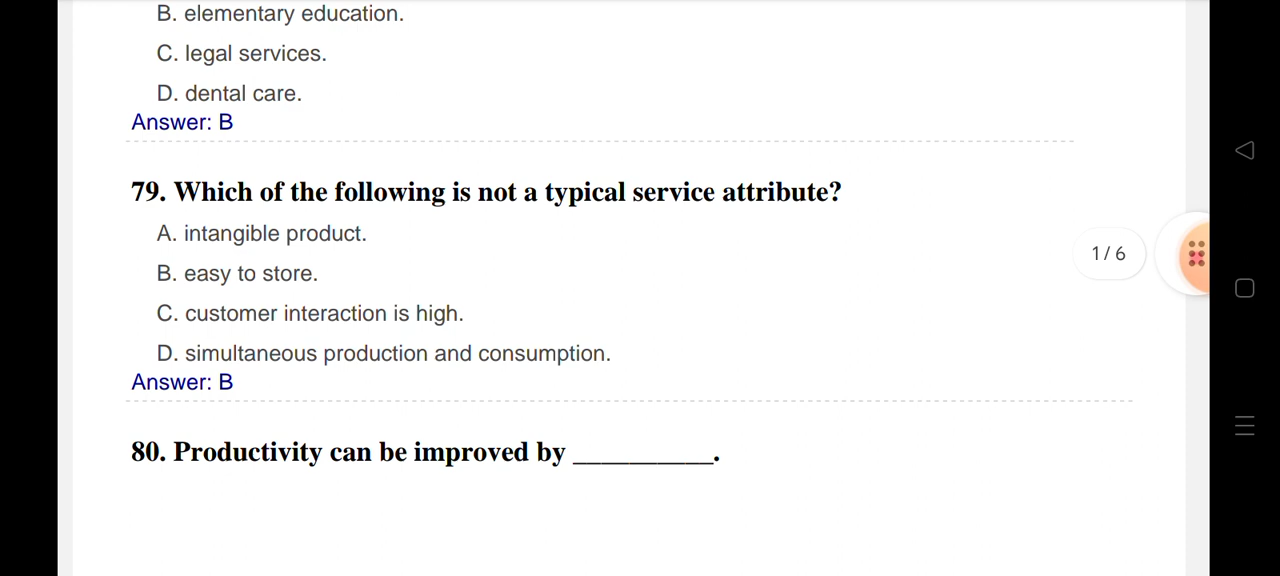 B. elementary education.
C. legal services.
D. dental care.
Answer: B
79. Which of the following is not a typical service attribute?
A. intangible product.
1 / 6
B. easy to store.
C. customer interaction is high.
D. simultaneous production and consumption.
Answer: B
80. Productivity can be improved by __________.